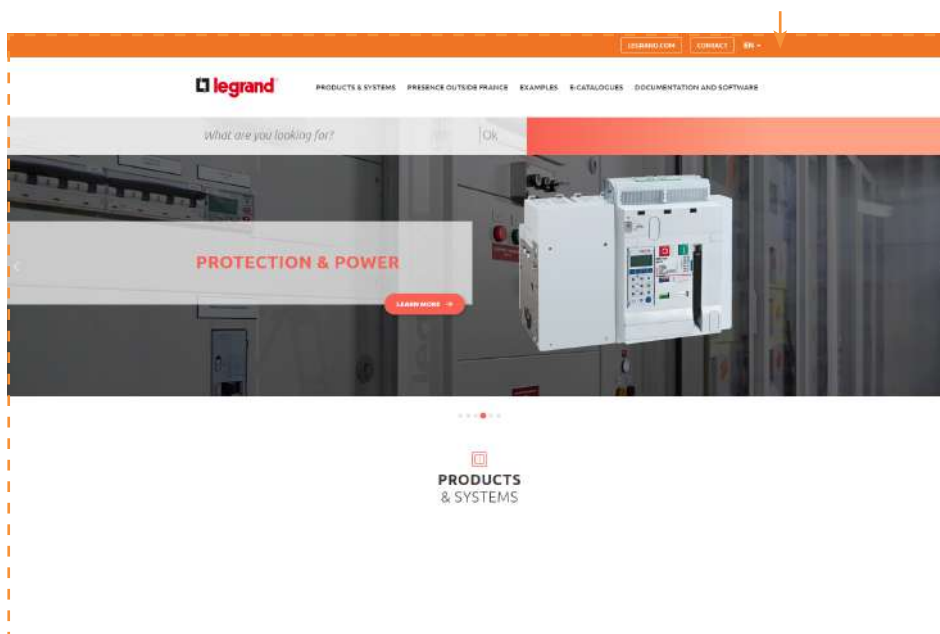 LEGRAND.COM CONTACT EN
legrand
PRODUCTS & SYSTEMS PRESENCE OUTSIDE FRANCE EXAMPLES E-CATALOGUES DOCUMENTATION AND SOFTWARE
What are you looking for? Ok
PROTECTION & POWER
LEARN MORE
PRODUCTS
& SYSTEMS